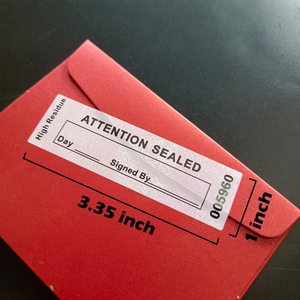 High Residue
ATTENTION SEALED
Day
Signed By
005960
3.35 inch
1 inch